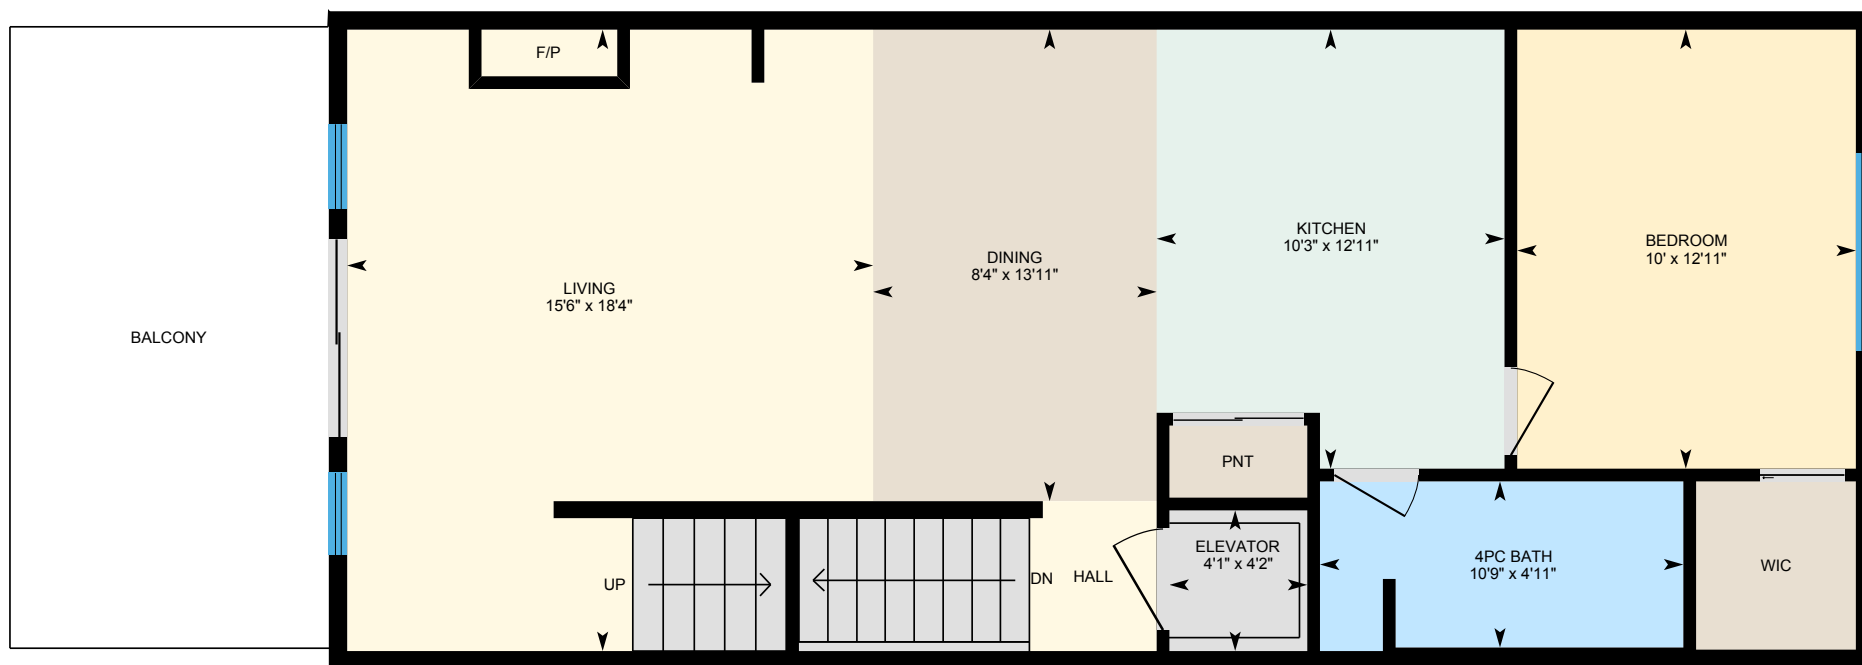 F/P
BALCONY
LIVING
15'6" x 18'4"
DINING
8'4" x 13'11"
KITCHEN
10'3" x 12'11"
BEDROOM
10' x 12'11"
PNT
UP
DN
HALL
ELEVATOR
4'1" x 4'2"
4PC BATH
10'9" x 4'11"
WIC